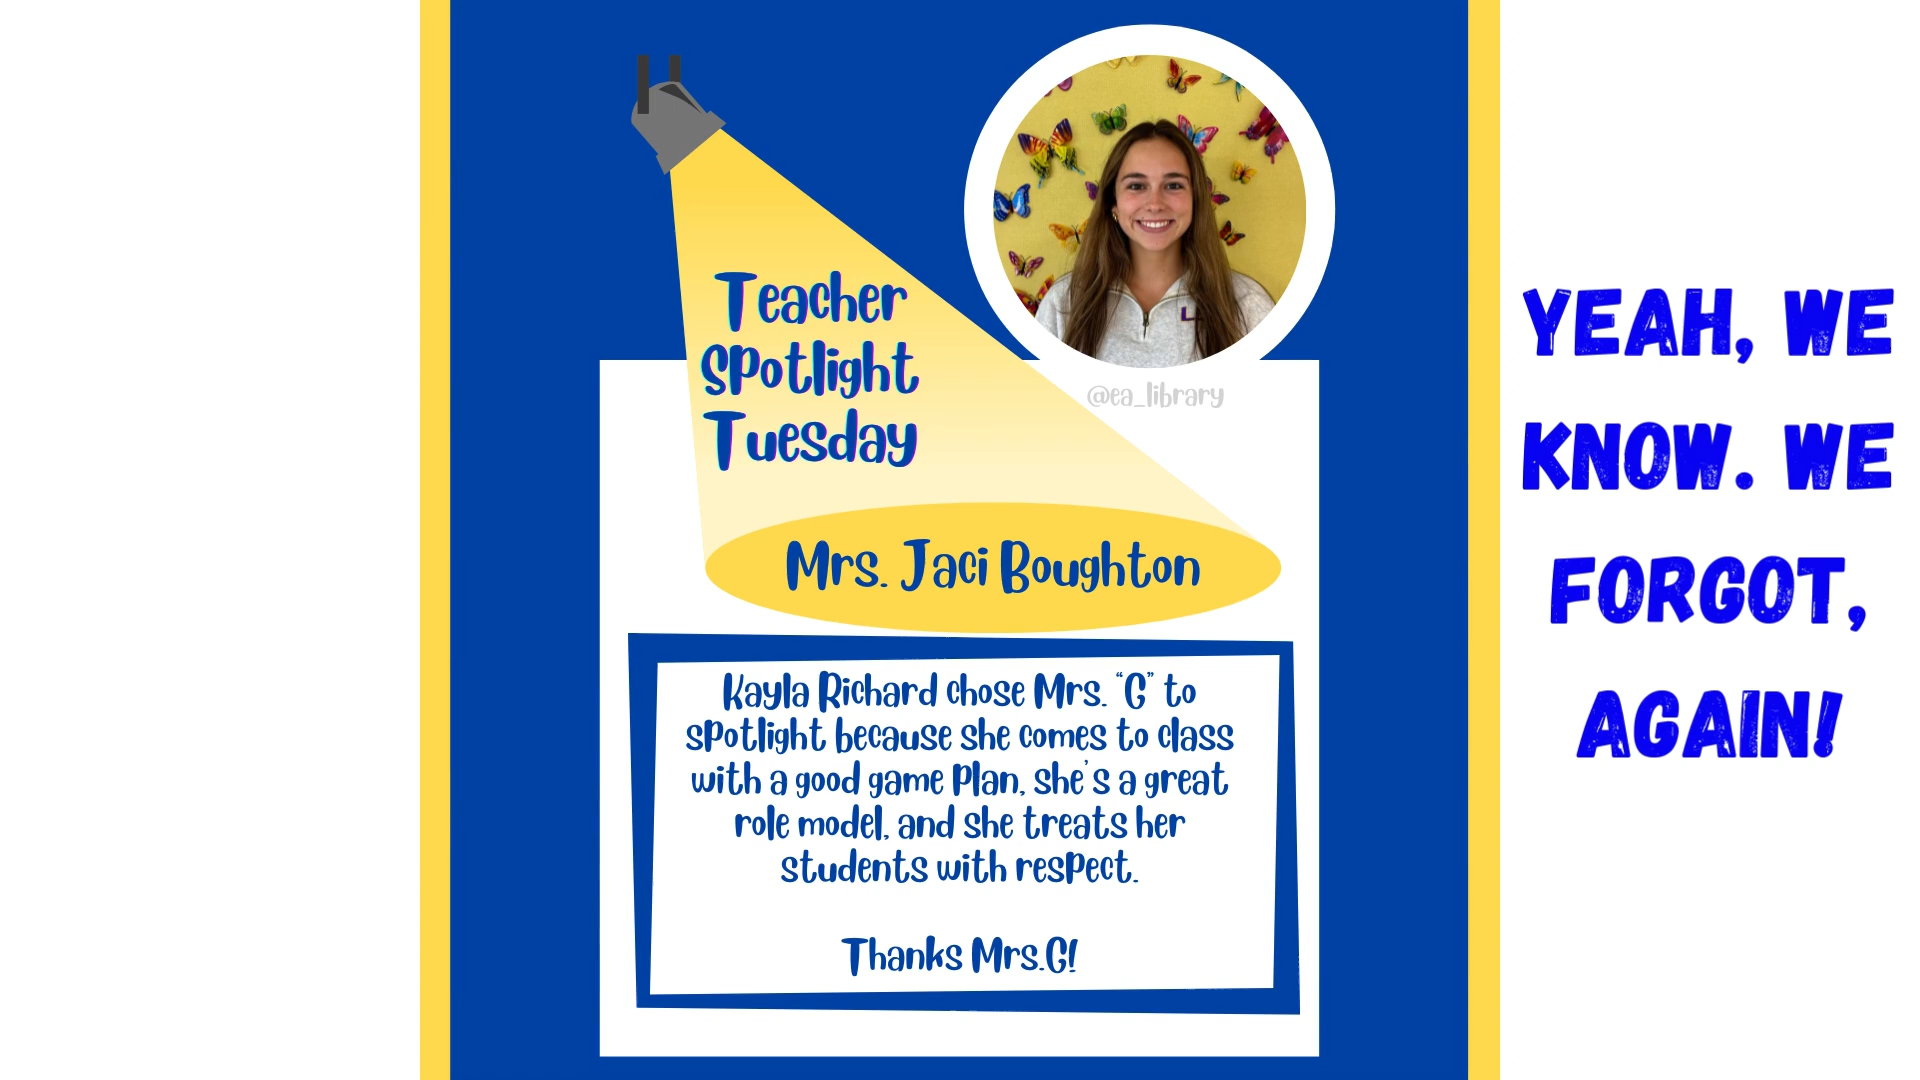 Teacher
Spotlight
Tuesday
@ea_library
Mrs. Jaci Boughton
Kayla Richard chose Mrs. "G" to
spotlight because she comes to class
with a good game plan, she's a great
role model, and she treats her
students with respect.
Thanks Mrs.G!
YEAH, WE
KNOW. WE
FORGOT,
AGAIN!